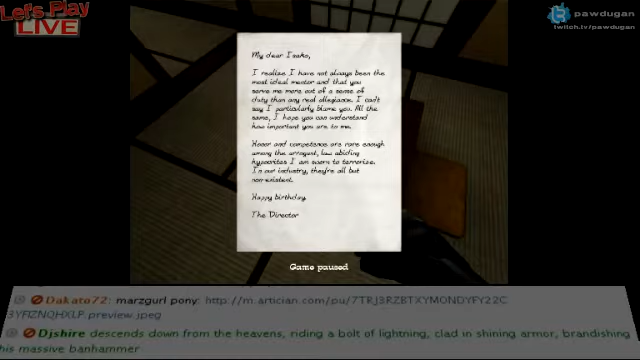 Let's Play
LIVE
pawdugan
twitch.tv/pawdugan
My dear Isako,
I realize I have not always been the
most ideal mentor and that you
serve me more out of a sense of
duty than any real allegiance. I can't
say I particularly blame you. All the
same, I hope you can understand
how important you are to me.
Honor and competence are rare enough
among the arrogant, law abiding
hypocrites I am sworn to terrorise.
In our industry, they're all but
non-existent.
Happy birthday,
The Director
Game paused
Dakato72: marzgurl pony: http://m.artician.com/pu/7TRJ3RZBTXYMONDYFY22C
3YFIZNQHXLP.preview.jpeg
Djshire descends down from the heavens, riding a bolt of lightning, clad in shining armor, brandishing
his massive banhammer